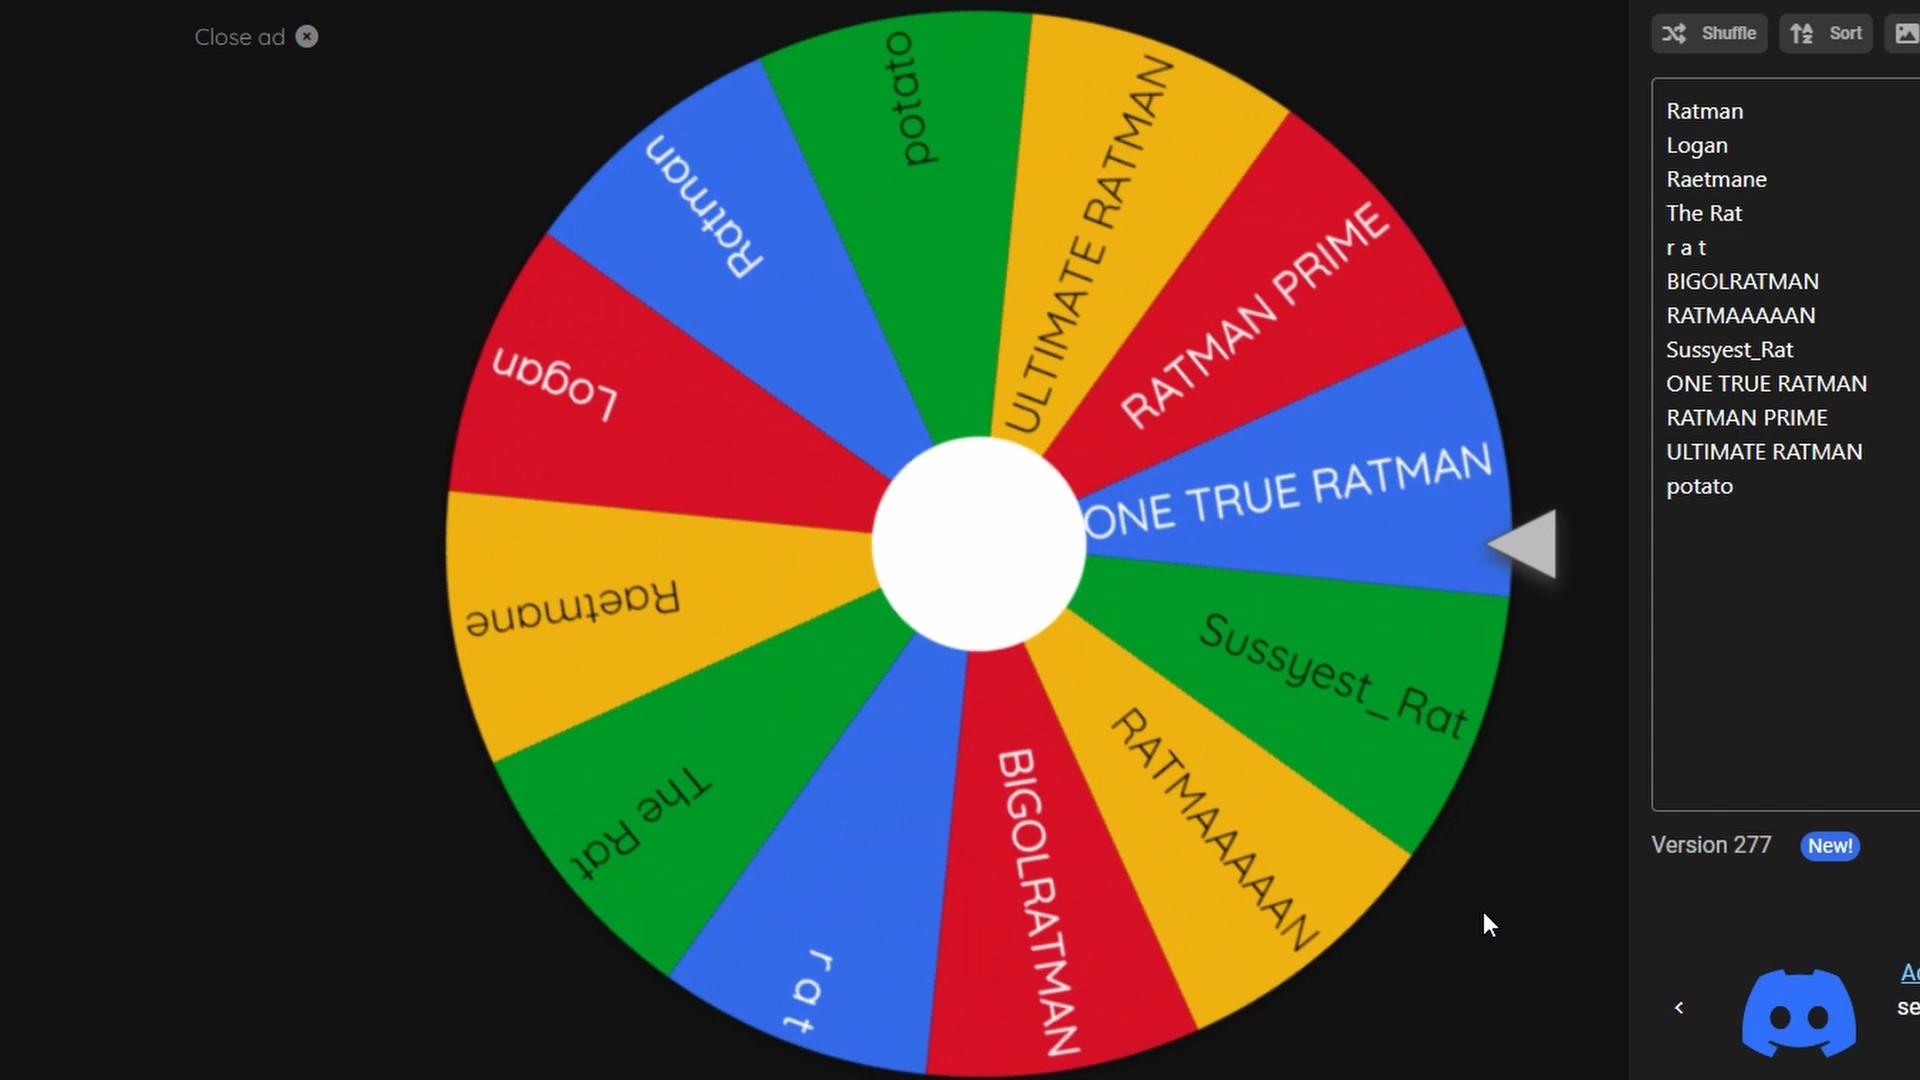 Close ad
potato
ULTIMATE RATMAN
RATMAN PRIME
ONE TRUE RATMAN
Sussyest_Rat
RATMAAAAAN
BIGOLRATMAN
r a t
The Rat
Raetmane
Logan
Ratman
Shuffle
Sort
Ratman
Logan
Raetmane
The Rat
r a t
BIGOLRATMAN
RATMAAAAAN
Sussyest_Rat
ONE TRUE RATMAN
RATMAN PRIME
ULTIMATE RATMAN
potato
Version 277
New!